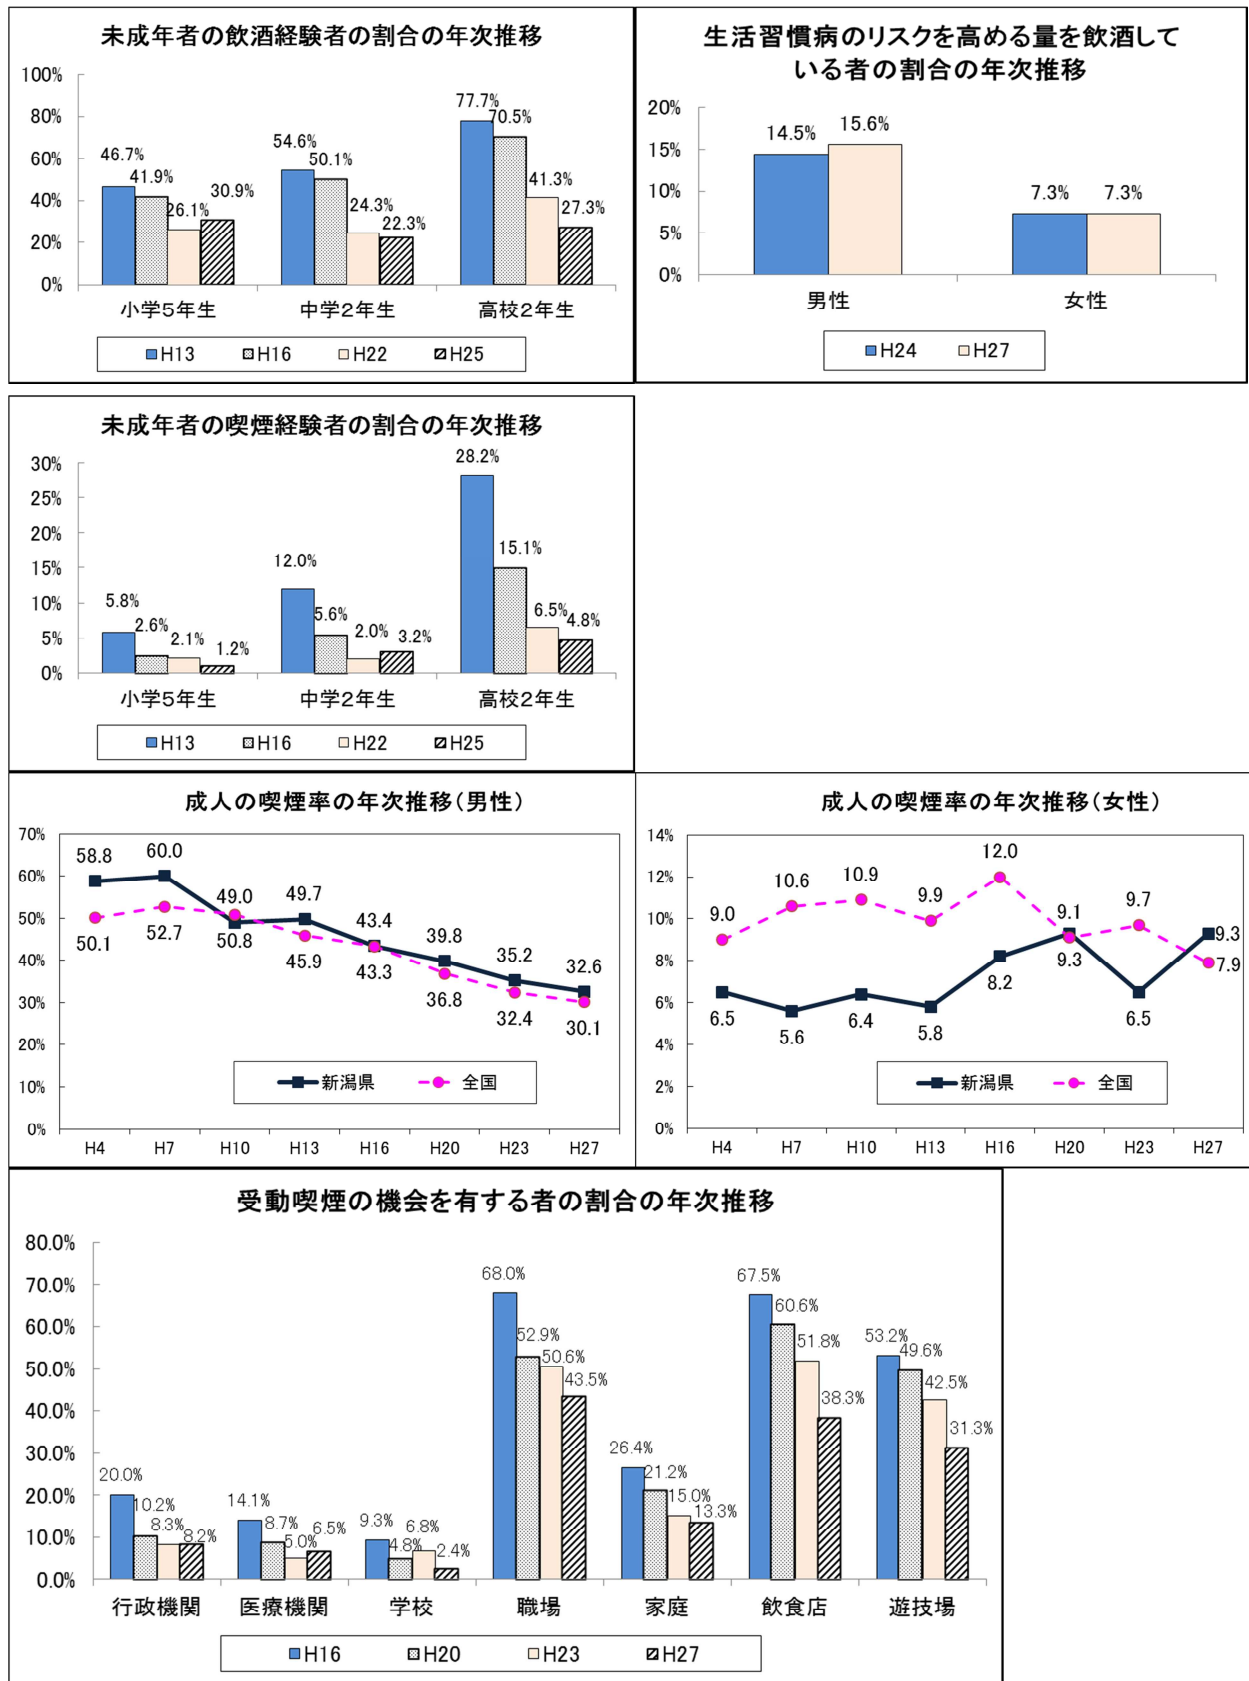 未成年者の飲酒経験者の割合の年次推移
100%
80%
60%
40%
20%
0%
46.7%
41.9%
26.1%
30.9%
54.6%
50.1%
24.3%
22.3%
77.7%
70.5%
41.3%
27.3%
小学5年生
中学2年生
高校2年生
H13
H16
H22
H25
生活習慣病のリスクを高める量を飲酒して
いる者の割合の年次推移
20%
15%
10%
5%
0%
14.5%
15.6%
7.3%
7.3%
男性
女性
H24
H27
未成年者の喫煙経験者の割合の年次推移
30%
25%
20%
15%
10%
5%
0%
5.8%
2.6%
2.1%
1.2%
12.0%
5.6%
2.0%
3.2%
28.2%
15.1%
6.5%
4.8%
小学5年生
中学2年生
高校2年生
H13
H16
H22
H25
成人の喫煙率の年次推移(男性)
70%
60%
50%
40%
30%
20%
10%
0%
58.8
60.0
49.0
49.7
43.4
39.8
35.2
32.6
50.1
52.7
50.8
45.9
43.3
36.8
32.4
30.1
新潟県
全国
H4
H7
H10
H13
H16
H20
H23
H27
成人の喫煙率の年次推移(女性)
14%
12%
10%
8%
6%
4%
2%
0%
9.0
10.6
10.9
9.9
12.0
9.1
9.7
9.3
6.5
5.6
6.4
5.8
8.2
9.3
6.5
7.9
新潟県
全国
H4
H7
H10
H13
H16
H20
H23
H27
受動喫煙の機会を有する者の割合の年次推移
80.0%
70.0%
60.0%
50.0%
40.0%
30.0%
20.0%
10.0%
0.0%
20.0%
10.2%
8.3%
8.2%
14.1%
8.7%
5.0%
6.5%
9.3%
4.8%
6.8%
2.4%
68.0%
52.9%
50.6%
43.5%
26.4%
21.2%
15.0%
13.3%
67.5%
60.6%
51.8%
38.3%
53.2%
49.6%
42.5%
31.3%
行政機関
医療機関
学校
職場
家庭
飲食店
遊技場
H16
H20
H23
H27